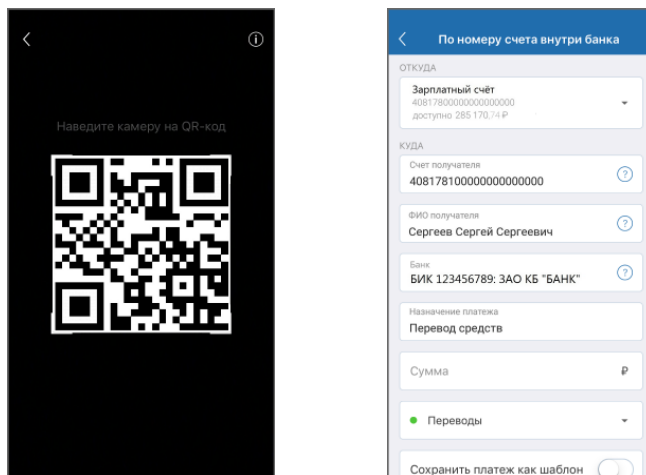 Наведите камеру на QR-код
По номеру счета внутри банка
ОТКУДА
Зарплатный счёт
40817800000000000000
доступно 285 170,74 ₽
КУДА
Счет получателя
408178100000000000000
ФИО получателя
Сергеев Сергей Сергеевич
Банк
БИК 123456789: ЗАО КБ "БАНК"
Назначение платежа
Перевод средств
Сумма ₽
Переводы
Сохранить платеж как шаблон